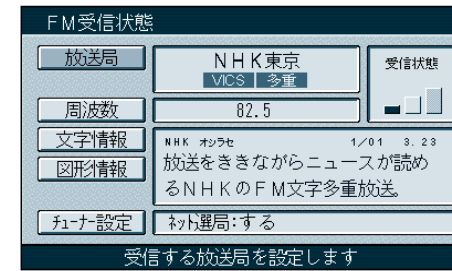 FM受信状態
放送局
NHK東京
VICS 多重
受信状態
周波数
82.5
文字情報
図形情報
NHK オシラセ 1/01 3.23
放送をききながらニュースが読め
るNHKのFM文字多重放送。
チューナー設定
ネット選局:する
受信する放送局を設定します